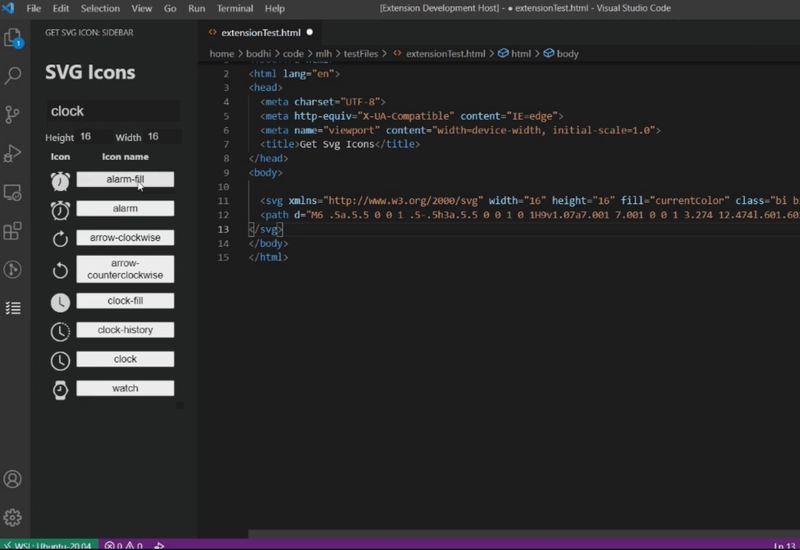 File Edit Selection View Go Run Terminal Help
[Extension Development Host] - ● extensionTest.html - Visual Studio Code
GET SVG ICON: SIDEBAR
SVG Icons
clock
Height 16 Width 16
Icon Icon name
alarm-fill
alarm
arrow-clockwise
arrow-counterclockwise
clock-fill
clock-history
clock
watch
1
<> extensionTest.html ●
home > bodhi > code > mlh > testFiles > <> extensionTest.html > html > body
2 <html lang="en">
3 <head>
4 <meta charset="UTF-8">
5 <meta http-equiv="X-UA-Compatible" content="IE=edge">
6 <meta name="viewport" content="width=device-width, initial-scale=1.0">
7 <title>Get Svg Icons</title>
8 </head>
9 <body>
10
11 <svg xmlns="http://www.w3.org/2000/svg" width="16" height="16" fill="currentColor" class="bi b
12 <path d="M6 .5a.5.5 0 0 1 .5-.5h3a.5.5 0 0 1 0 1H9v1.07a7.001 7.001 0 0 1 3.274 12.474l.601.60
13 </svg>
14 </body>
15 </html>
WSL: Ubuntu-20.04 0 0
Ln 13